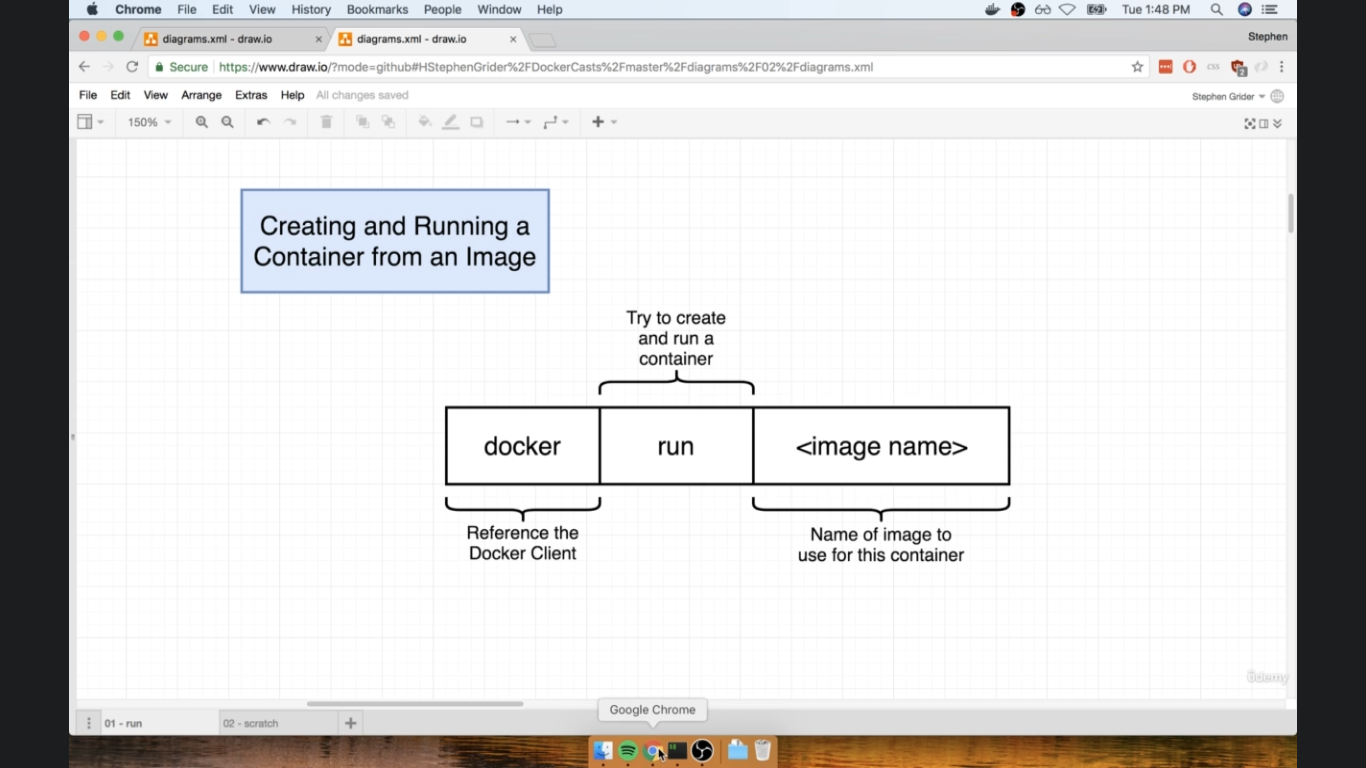 Chrome File Edit View History Bookmarks People Window Help Tue 1:48 PM
diagrams.xml - draw.io
diagrams.xml - draw.io
Stephen
Secure https://www.draw.io/?mode=github#HStephenGrider%2FDockerCasts%2Fmaster%2Fdiagrams%2F02%2Fdiagrams.xml
File Edit View Arrange Extras Help All changes saved
Stephen Grider
150%
Creating and Running a
Container from an Image
Try to create
and run a
container
docker
run
<image name>
Reference the
Docker Client
Name of image to
use for this container
ûdemy
Google Chrome
01 - run
02 - scratch